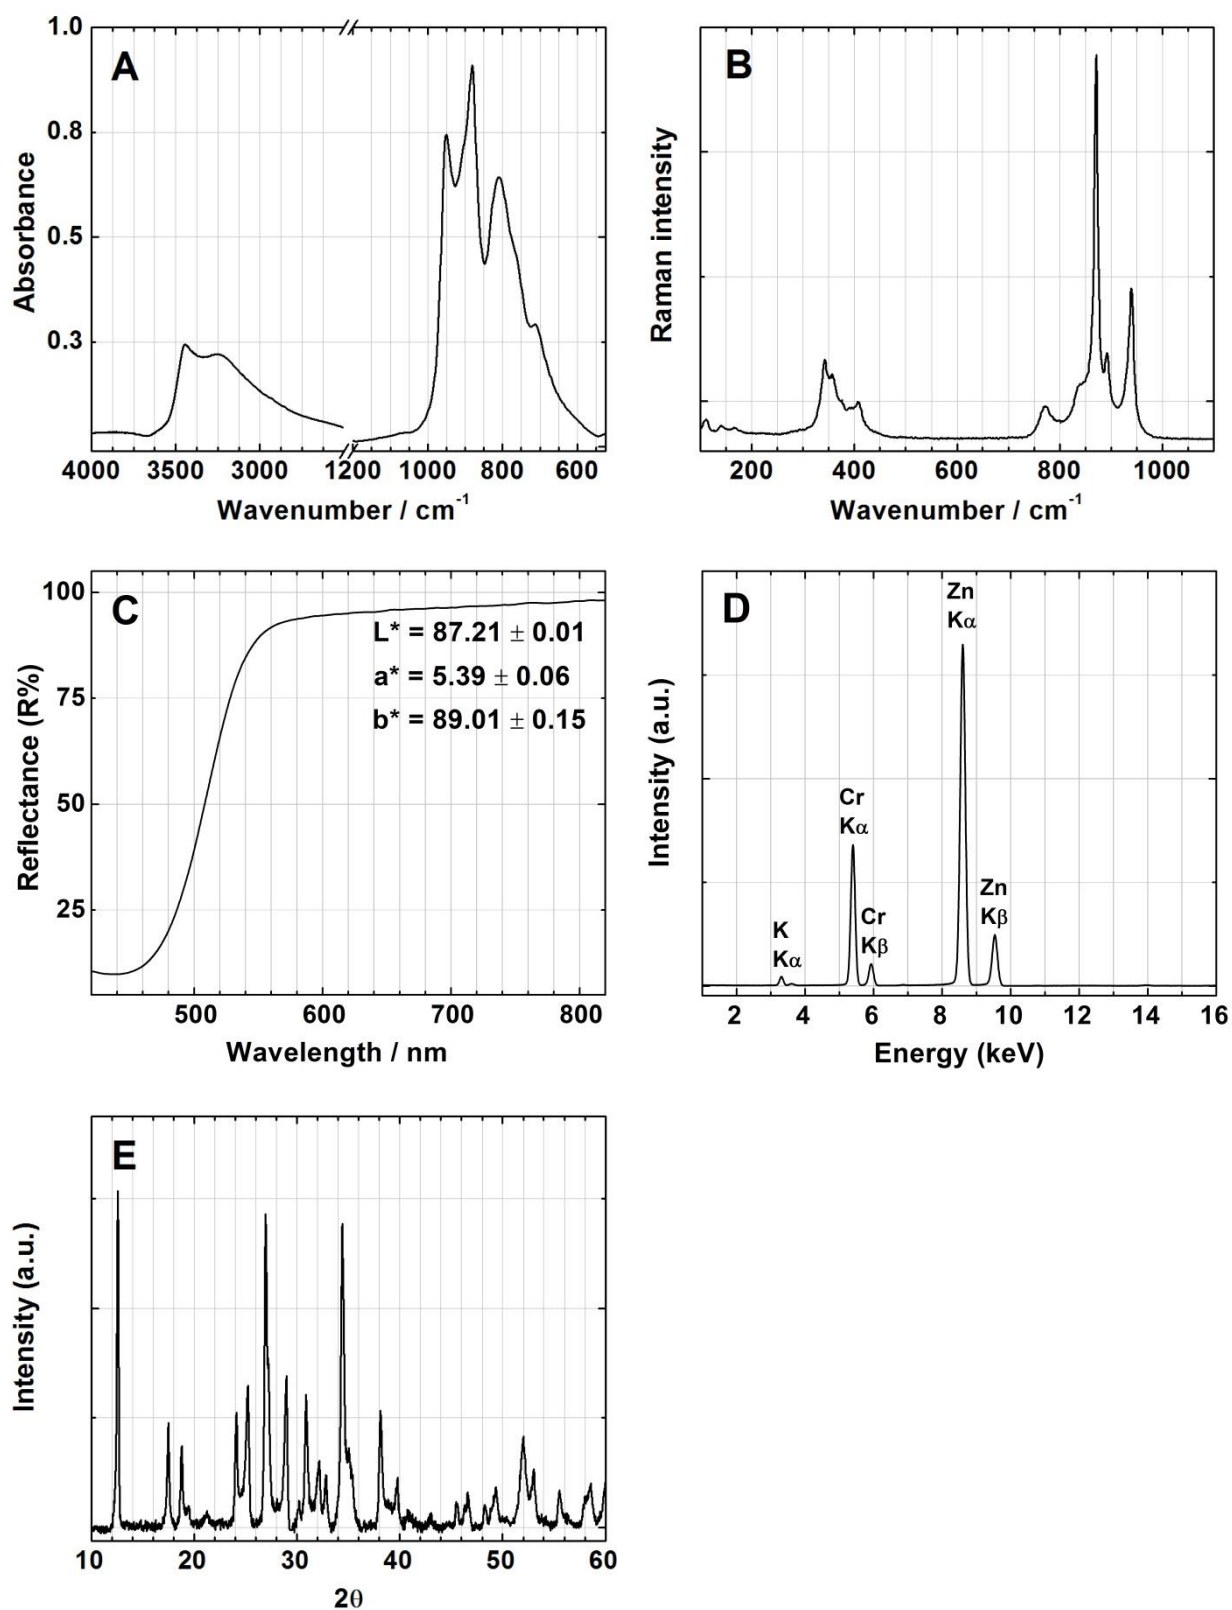 A
1.0
0.8
0.5
0.3
Absorbance
4000 3500 3000 1200 1000 800 600
Wavenumber / cm-1
B
Raman intensity
200 400 600 800 1000
Wavenumber / cm-1
C
100
75
50
25
Reflectance (R%)
L* = 87.21 ± 0.01
a* = 5.39 ± 0.06
b* = 89.01 ± 0.15
500 600 700 800
Wavelength / nm
D
Intensity (a.u.)
K
Kα
Cr
Kα
Cr
Kβ
Zn
Kα
Zn
Kβ
2 4 6 8 10 12 14 16
Energy (keV)
E
Intensity (a.u.)
10 20 30 40 50 60
2θ